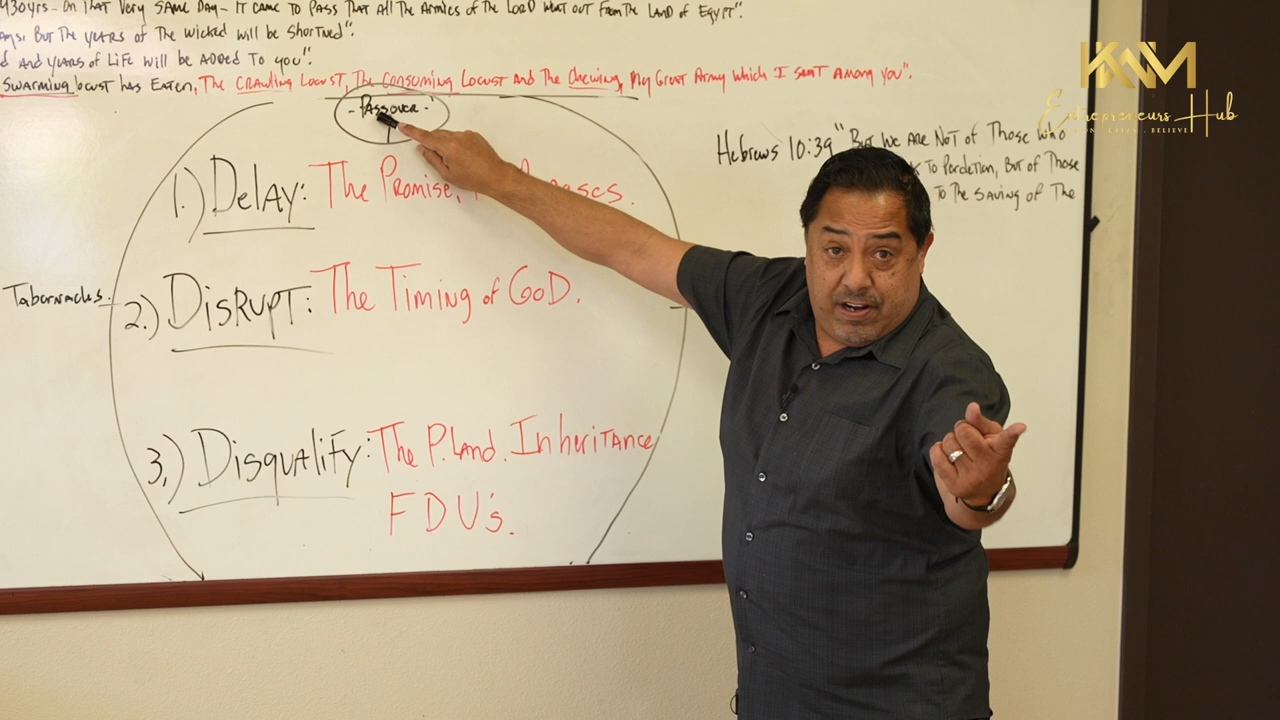 430yrs - On That Very Same Day - It came to Pass That All The Armies of the Lord went out From The Land of Egypt".
But The years of The Wicked will be Shortned".
And years of Life will be Added To you".
Swarming locust has Eaten, The Crawling Locust, The Consuming Locust and The Chewing, My Great Army Which I sent Among you".
KANM
Entrepreneurs Hub
BELIEVE
- Passover -
Hebrews 10:39 "But We are Not of Those who
To Perdetion, But of Those
To The Saving of The
1.) Delay: The Promise,
Tabernacles.
2.) Disrupt: The Timing of God.
3.) Disqualify: The P. Land. Inheritance
F D U's.